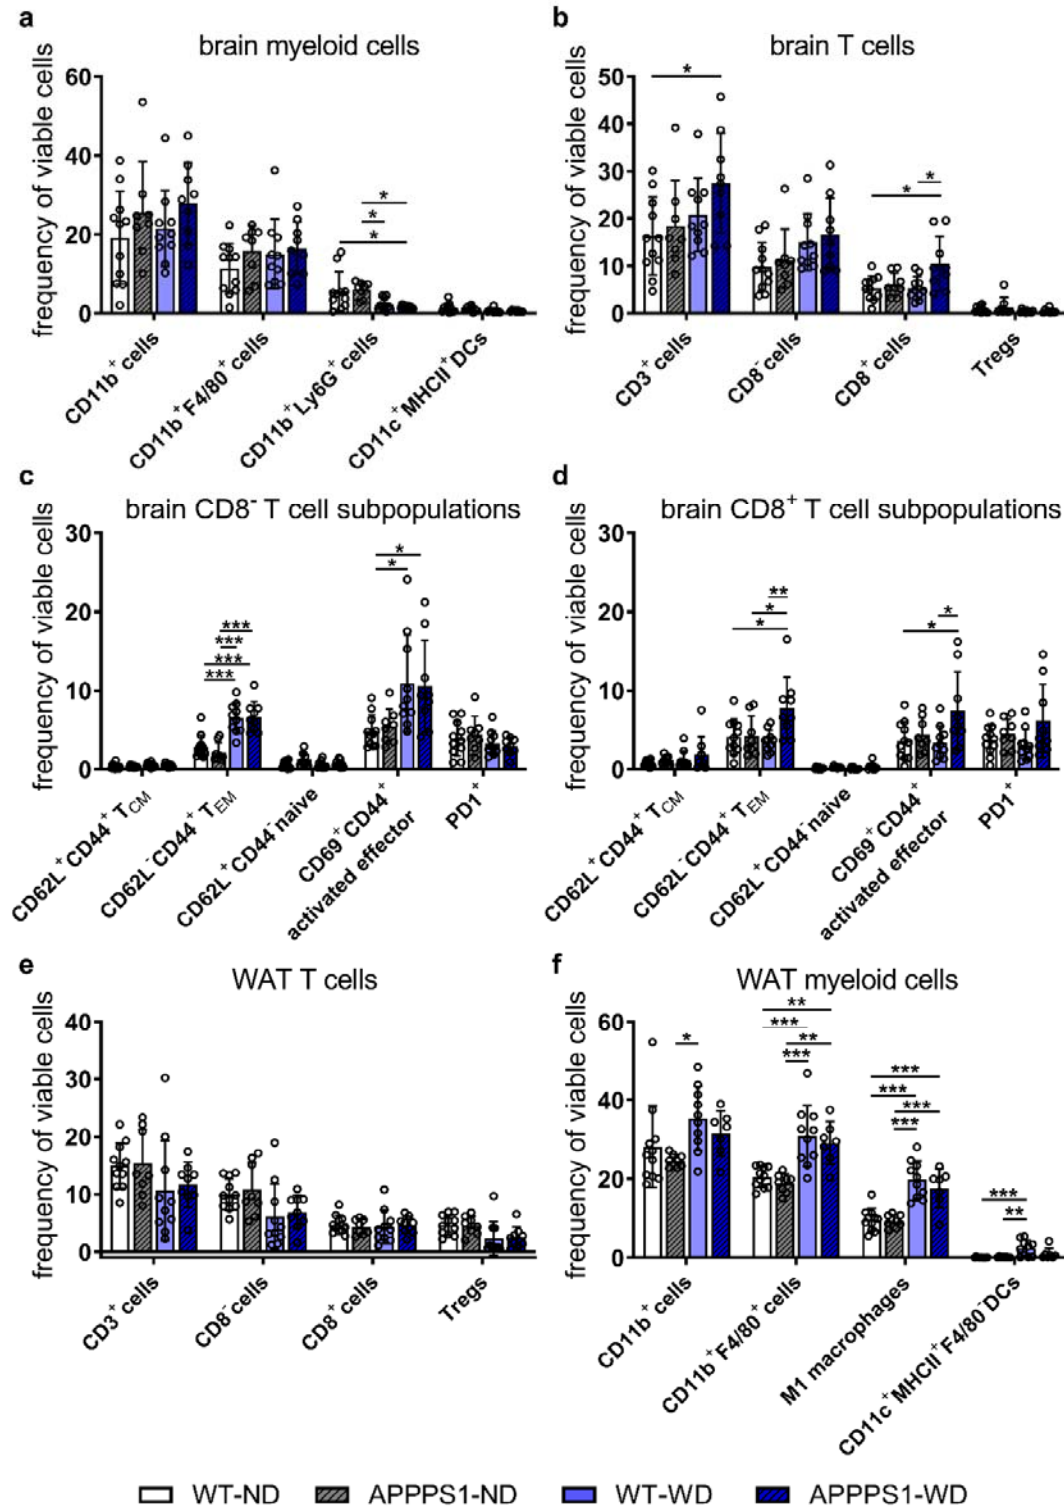 a
brain myeloid cells
frequency of viable cells
60
40
20
0
*
*
*
CD11b⁺ cells
CD11b⁺F4/80⁺ cells
CD11b⁺Ly6G⁺ cells
CD11c⁺MHCII⁺DCs
b
brain T cells
frequency of viable cells
50
40
30
20
10
0
*
*
*
CD3⁺ cells
CD8⁻ cells
CD8⁺ cells
Tregs
c
brain CD8⁻ T cell subpopulations
frequency of viable cells
30
20
10
0
***
***
***
***
*
*
CD62L⁺CD44⁺ T_CM
CD62L⁻CD44⁺ T_EM
CD62L⁺CD44⁻naive
CD69⁺CD44⁺
activated effector
PD1⁺
d
brain CD8⁺ T cell subpopulations
frequency of viable cells
30
20
10
0
**
*
*
*
*
CD62L⁺CD44⁺ T_CM
CD62L⁻CD44⁺ T_EM
CD62L⁺CD44⁻naive
CD69⁺CD44⁺
activated effector
PD1⁺
e
WAT T cells
frequency of viable cells
40
30
20
10
0
CD3⁺ cells
CD8⁻ cells
CD8⁺ cells
Tregs
f
WAT myeloid cells
frequency of viable cells
60
40
20
0
*
**
***
**
***
***
***
***
***
***
**
CD11b⁺ cells
CD11b⁺F4/80⁺ cells
M1 macrophages
CD11c⁺MHCII⁺F4/80⁻DCs
WT-ND
APPPS1-ND
WT-WD
APPPS1-WD